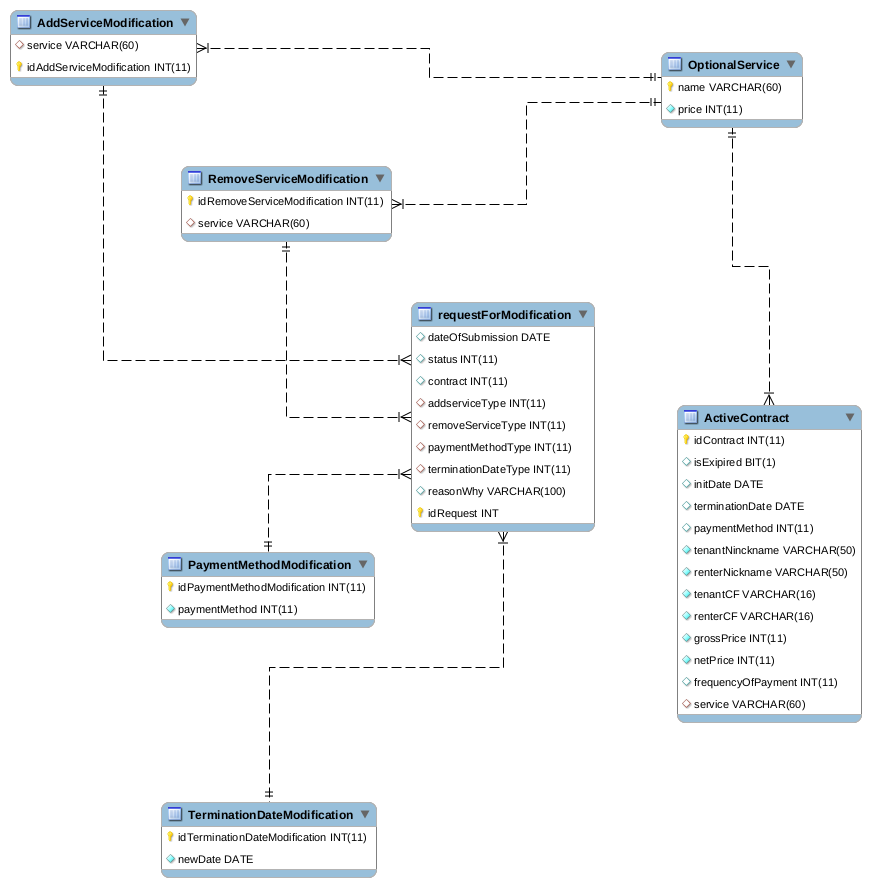 AddServiceModification
service VARCHAR(60)
idAddServiceModification INT(11)
OptionalService
name VARCHAR(60)
price INT(11)
RemoveServiceModification
idRemoveServiceModification INT(11)
service VARCHAR(60)
requestForModification
dateOfSubmission DATE
status INT(11)
contract INT(11)
addserviceType INT(11)
removeServiceType INT(11)
paymentMethodType INT(11)
terminationDateType INT(11)
reasonWhy VARCHAR(100)
idRequest INT
ActiveContract
idContract INT(11)
isExipired BIT(1)
initDate DATE
terminationDate DATE
paymentMethod INT(11)
tenantNinckname VARCHAR(50)
renterNickname VARCHAR(50)
tenantCF VARCHAR(16)
renterCF VARCHAR(16)
grossPrice INT(11)
netPrice INT(11)
frequencyOfPayment INT(11)
service VARCHAR(60)
PaymentMethodModification
idPaymentMethodModification INT(11)
paymentMethod INT(11)
TerminationDateModification
idTerminationDateModification INT(11)
newDate DATE